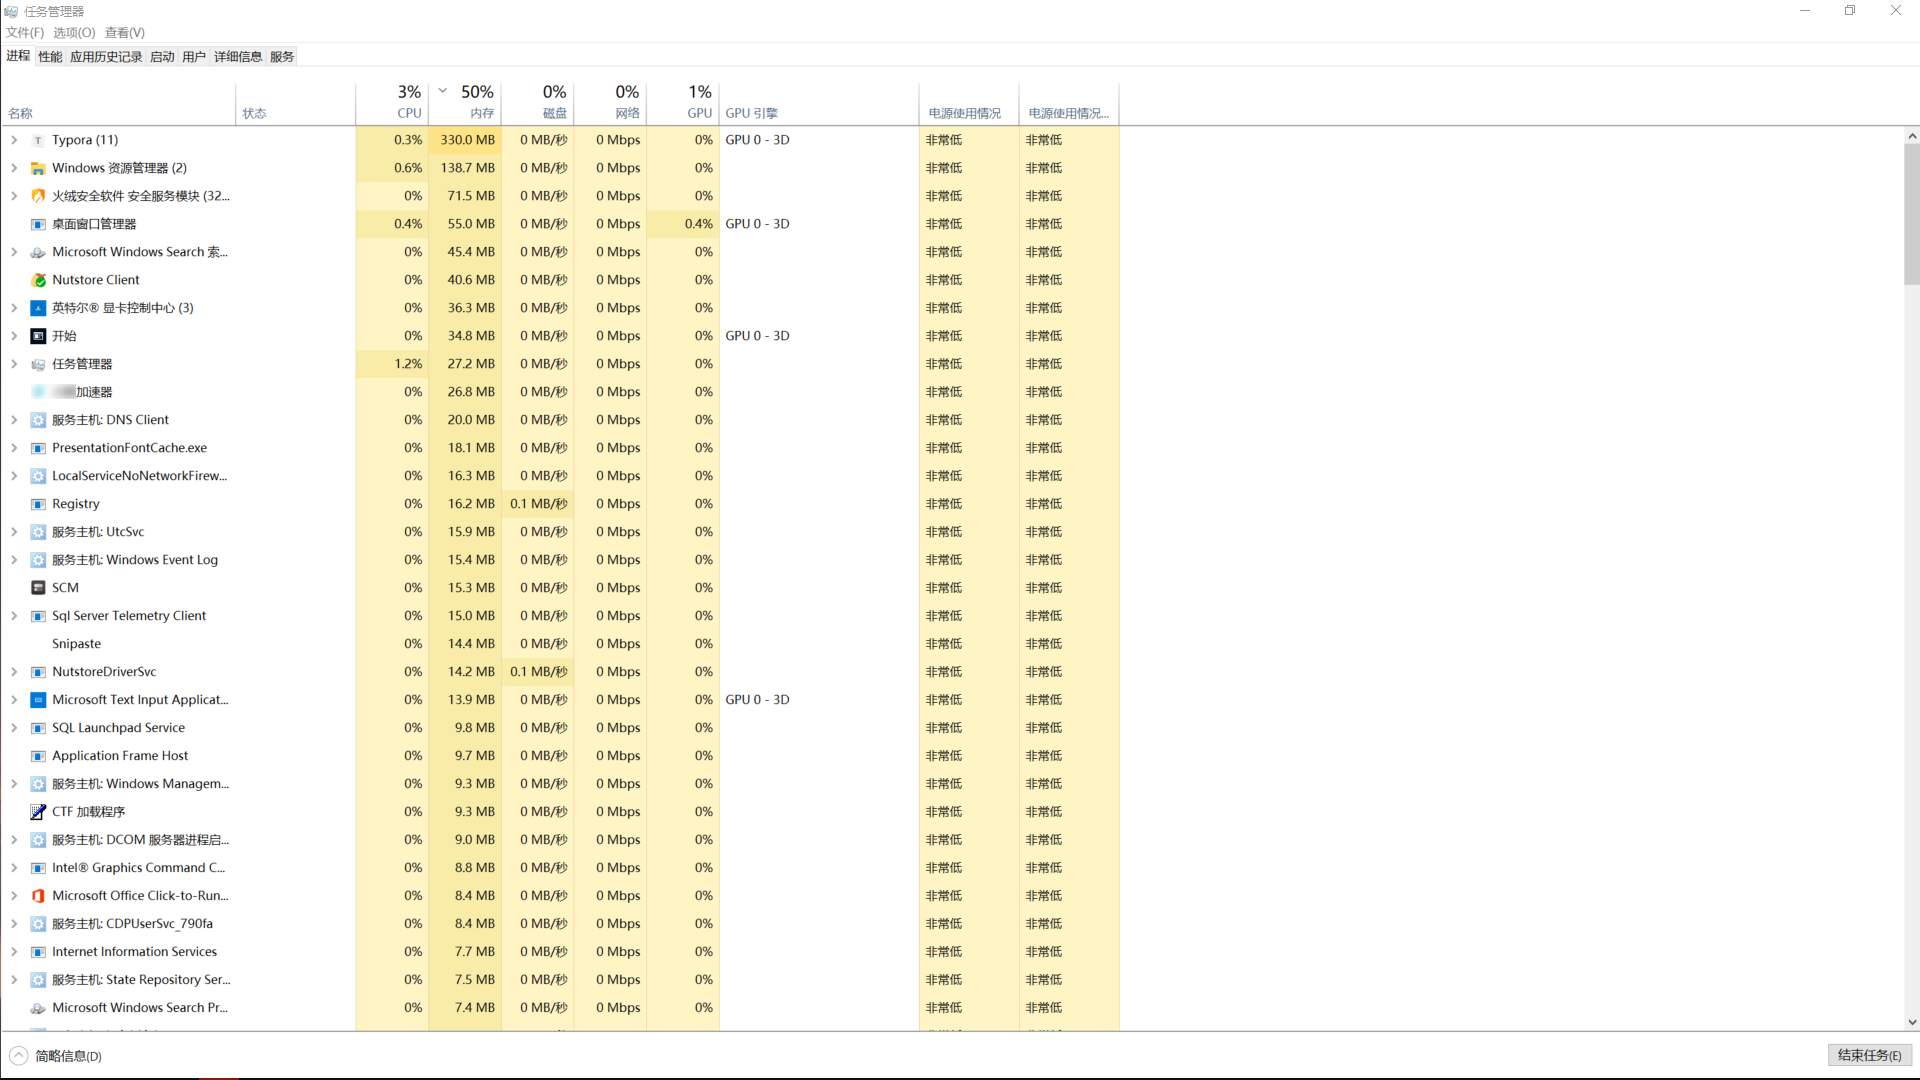 任务管理器
文件(F) 选项(O) 查看(V)
进程 性能 应用历史记录 启动 用户 详细信息 服务
3% 50% 0% 0% 1%
名称 状态 CPU 内存 磁盘 网络 GPU GPU 引擎 电源使用情况 电源使用情况...
Typora (11) 0.3% 330.0 MB 0 MB/秒 0 Mbps 0% GPU 0 - 3D 非常低 非常低
Windows 资源管理器 (2) 0.6% 138.7 MB 0 MB/秒 0 Mbps 0% 非常低 非常低
火绒安全软件 安全服务模块 (32... 0% 71.5 MB 0 MB/秒 0 Mbps 0% 非常低 非常低
桌面窗口管理器 0.4% 55.0 MB 0 MB/秒 0 Mbps 0.4% GPU 0 - 3D 非常低 非常低
Microsoft Windows Search 索... 0% 45.4 MB 0 MB/秒 0 Mbps 0% 非常低 非常低
Nutstore Client 0% 40.6 MB 0 MB/秒 0 Mbps 0% 非常低 非常低
英特尔® 显卡控制中心 (3) 0% 36.3 MB 0 MB/秒 0 Mbps 0% 非常低 非常低
开始 0% 34.8 MB 0 MB/秒 0 Mbps 0% GPU 0 - 3D 非常低 非常低
任务管理器 1.2% 27.2 MB 0 MB/秒 0 Mbps 0% 非常低 非常低
加速器 0% 26.8 MB 0 MB/秒 0 Mbps 0% 非常低 非常低
服务主机: DNS Client 0% 20.0 MB 0 MB/秒 0 Mbps 0% 非常低 非常低
PresentationFontCache.exe 0% 18.1 MB 0 MB/秒 0 Mbps 0% 非常低 非常低
LocalServiceNoNetworkFirew... 0% 16.3 MB 0 MB/秒 0 Mbps 0% 非常低 非常低
Registry 0% 16.2 MB 0.1 MB/秒 0 Mbps 0% 非常低 非常低
服务主机: UtcSvc 0% 15.9 MB 0 MB/秒 0 Mbps 0% 非常低 非常低
服务主机: Windows Event Log 0% 15.4 MB 0 MB/秒 0 Mbps 0% 非常低 非常低
SCM 0% 15.3 MB 0 MB/秒 0 Mbps 0% 非常低 非常低
Sql Server Telemetry Client 0% 15.0 MB 0 MB/秒 0 Mbps 0% 非常低 非常低
Snipaste 0% 14.4 MB 0 MB/秒 0 Mbps 0% 非常低 非常低
NutstoreDriverSvc 0% 14.2 MB 0.1 MB/秒 0 Mbps 0% 非常低 非常低
Microsoft Text Input Applicat... 0% 13.9 MB 0 MB/秒 0 Mbps 0% GPU 0 - 3D 非常低 非常低
SQL Launchpad Service 0% 9.8 MB 0 MB/秒 0 Mbps 0% 非常低 非常低
Application Frame Host 0% 9.7 MB 0 MB/秒 0 Mbps 0% 非常低 非常低
服务主机: Windows Managem... 0% 9.3 MB 0 MB/秒 0 Mbps 0% 非常低 非常低
CTF 加载程序 0% 9.3 MB 0 MB/秒 0 Mbps 0% 非常低 非常低
服务主机: DCOM 服务器进程启... 0% 9.0 MB 0 MB/秒 0 Mbps 0% 非常低 非常低
Intel® Graphics Command C... 0% 8.8 MB 0 MB/秒 0 Mbps 0% 非常低 非常低
Microsoft Office Click-to-Run... 0% 8.4 MB 0 MB/秒 0 Mbps 0% 非常低 非常低
服务主机: CDPUserSvc_790fa 0% 8.4 MB 0 MB/秒 0 Mbps 0% 非常低 非常低
Internet Information Services 0% 7.7 MB 0 MB/秒 0 Mbps 0% 非常低 非常低
服务主机: State Repository Ser... 0% 7.5 MB 0 MB/秒 0 Mbps 0% 非常低 非常低
Microsoft Windows Search Pr... 0% 7.4 MB 0 MB/秒 0 Mbps 0% 非常低 非常低
简略信息(D) 结束任务(E)